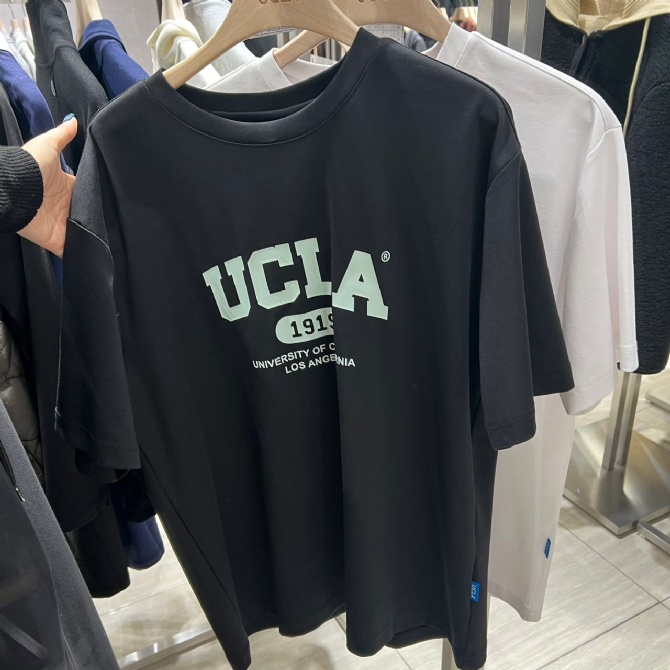 UCLA®
1919
UNIVERSITY OF C
LOS ANGE NIA